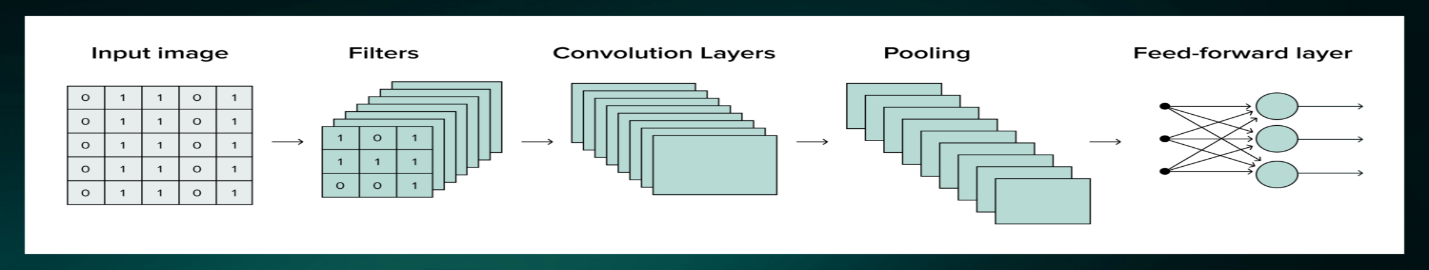 Input image
Filters
Convolution Layers
Pooling
Feed-forward layer
0 1 1 0 1
0 1 1 0 1
0 1 1 0 1
0 1 1 0 1
0 1 1 0 1
1 0 1
1 1 1
0 0 1